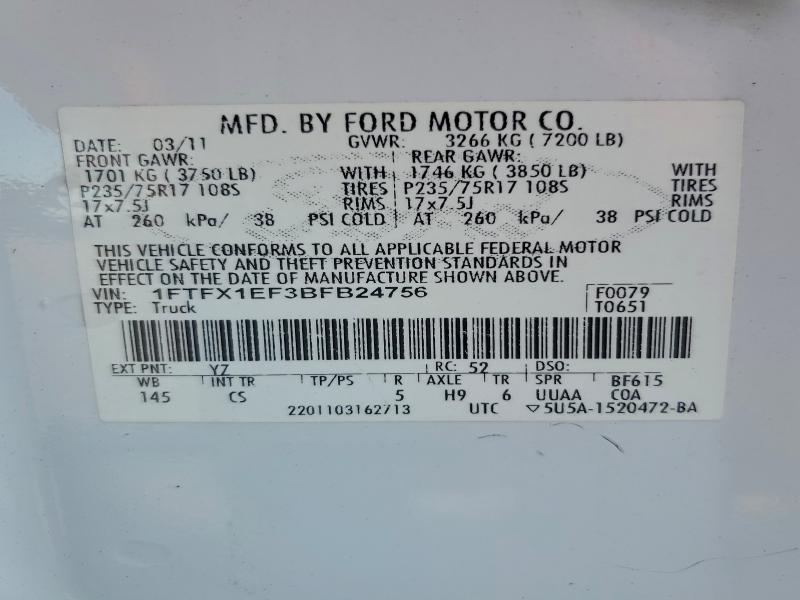 MFD. BY FORD MOTOR CO.
DATE: 03/11 GVWR: 3266 KG ( 7200 LB)
FRONT GAWR: REAR GAWR:
1701 KG ( 3750 LB) WITH 1746 KG ( 3850 LB) WITH
P235/75R17 108S TIRES P235/75R17 108S TIRES
17x7.5J RIMS 17x7.5J RIMS
AT 260 kPa/ 38 PSI COLD AT 260 kPa/ 38 PSI COLD
THIS VEHICLE CONFORMS TO ALL APPLICABLE FEDERAL MOTOR
VEHICLE SAFETY AND THEFT PREVENTION STANDARDS IN
EFFECT ON THE DATE OF MANUFACTURE SHOWN ABOVE.
VIN: 1FTFX1EF3BFB24756 F0079
TYPE: Truck T0651
EXT PNT: YZ RC: 52 DSO:
WB INT TR TP/PS R AXLE TR SPR BF615
145 CS 5 H9 6 UUAA COA
2201103162713 UTC ▽5U5A-1520472-BA